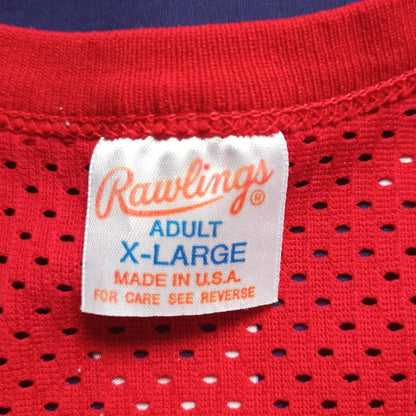 Rawlings®
ADULT
X-LARGE
MADE IN U.S.A.
FOR CARE SEE REVERSE